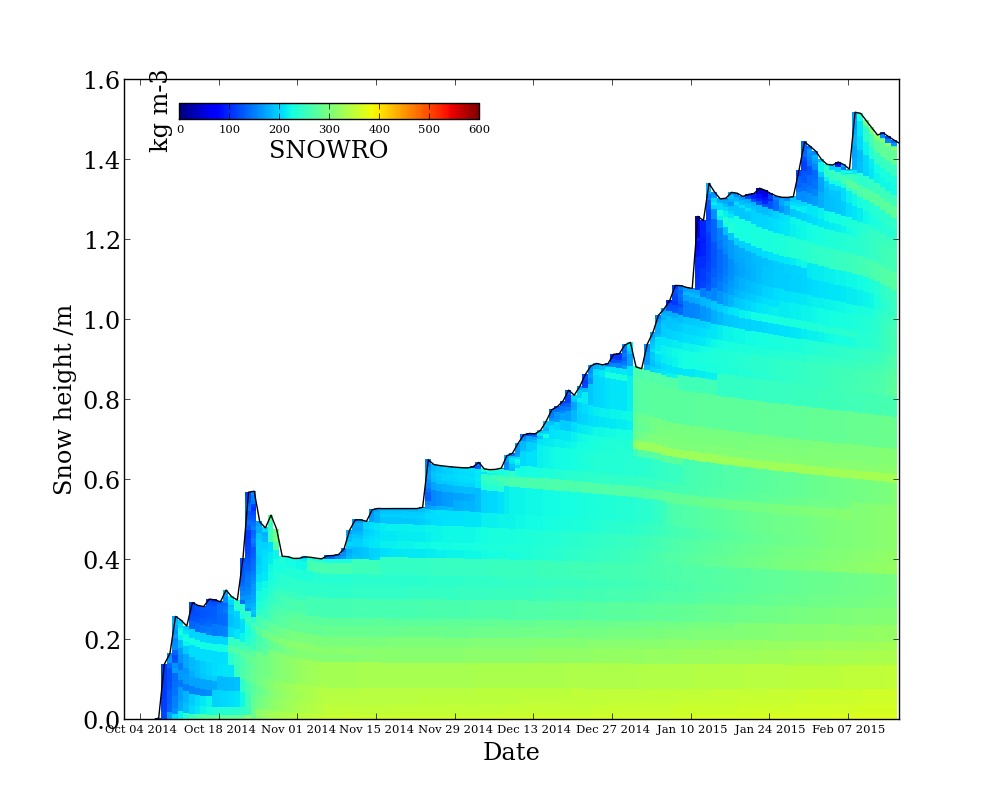 1.6
1.4
1.2
1.0
0.8
0.6
0.4
0.2
0.0
Snow height /m
kg m-3
0 100 200 300 400 500 600
SNOWRO
Oct 04 2014 Oct 18 2014 Nov 01 2014 Nov 15 2014 Nov 29 2014 Dec 13 2014 Dec 27 2014 Jan 10 2015 Jan 24 2015 Feb 07 2015
Date